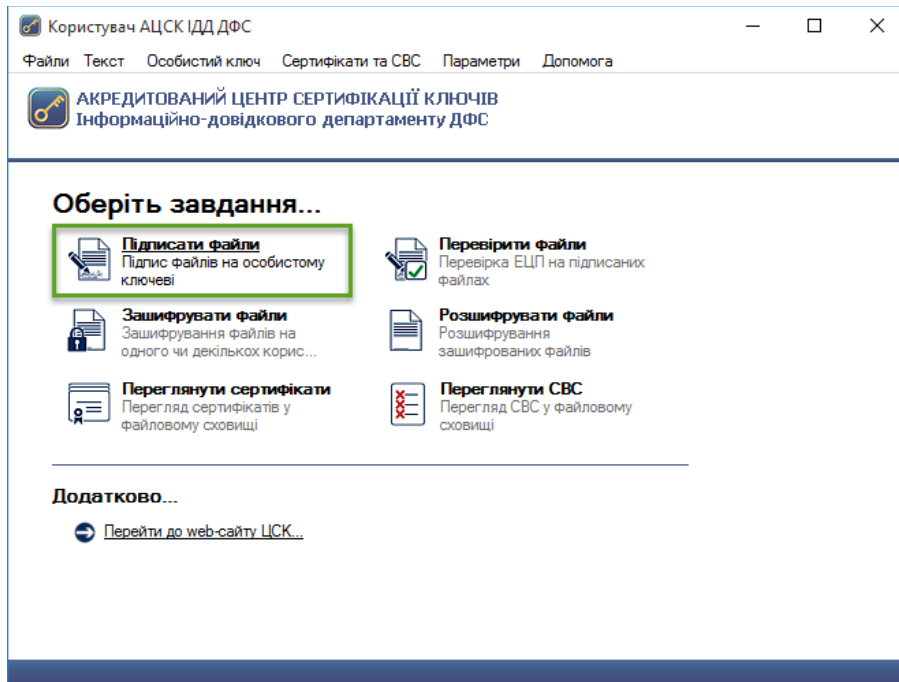 Користувач АЦСК ІДД ДФС
Файли Текст Особистий ключ Сертифікати та СВС Параметри Допомога
АКРЕДИТОВАНИЙ ЦЕНТР СЕРТИФІКАЦІЇ КЛЮЧІВ
Інформаційно-довідкового департаменту ДФС
Оберіть завдання...
Підписати файли
Підпис файлів на особистому
ключеві
Перевірити файли
Перевірка ЕЦП на підписаних
файлах
Зашифрувати файли
Зашифрування файлів на
одного чи декількох корис...
Розшифрувати файли
Розшифрування
зашифрованих файлів
Переглянути сертифікати
Перегляд сертифікатів у
файловому сховищі
Переглянути СВС
Перегляд СВС у файловому
сховищі
Додатково...
Перейти до web-сайту ЦСК...